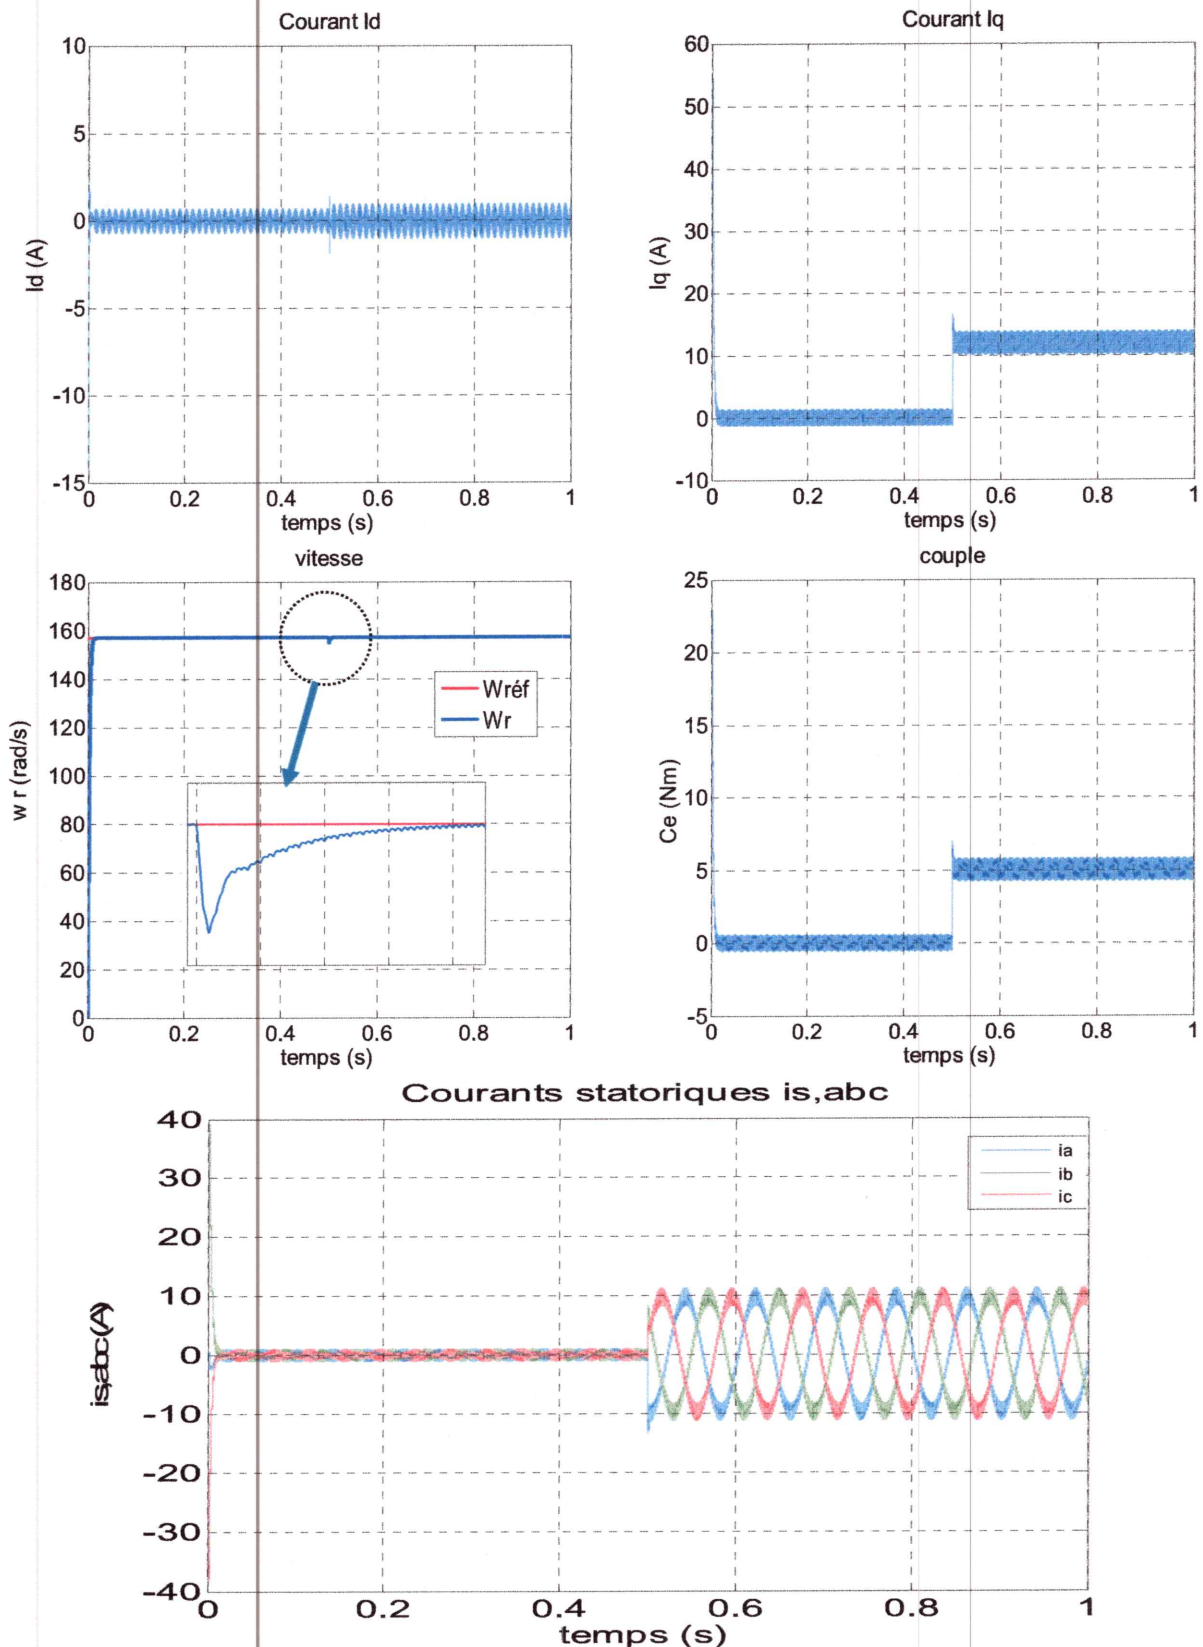 Courant Id
10
5
0
-5
-10
-15
Id (A)
0 0.2 0.4 0.6 0.8 1
temps (s)
Courant Iq
60
50
40
30
20
10
0
-10
Iq (A)
0 0.2 0.4 0.6 0.8 1
temps (s)
vitesse
180
160
140
120
100
80
60
40
20
0
w r (rad/s)
Wréf
Wr
0 0.2 0.4 0.6 0.8 1
temps (s)
couple
25
20
15
10
5
0
-5
Ce (Nm)
0 0.2 0.4 0.6 0.8 1
temps (s)
Courants statoriques is,abc
40
30
20
10
0
-10
-20
-30
-40
is,abc(A)
ia
ib
ic
0 0.2 0.4 0.6 0.8 1
temps (s)